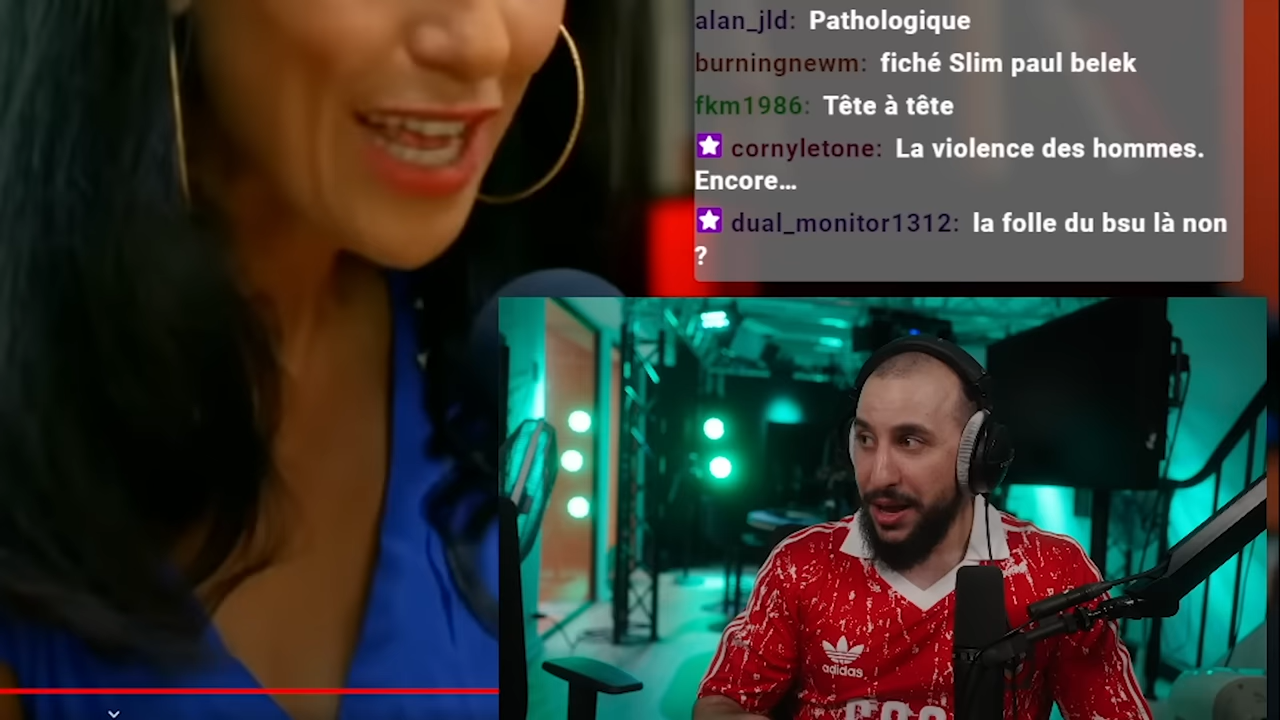 alan_jld: Pathologique
burningnewm: fiché Slim paul belek
fkm1986: Tête à tête
cornyletone: La violence des hommes.
Encore...
dual_monitor1312: la folle du bsu là non
?
adidas